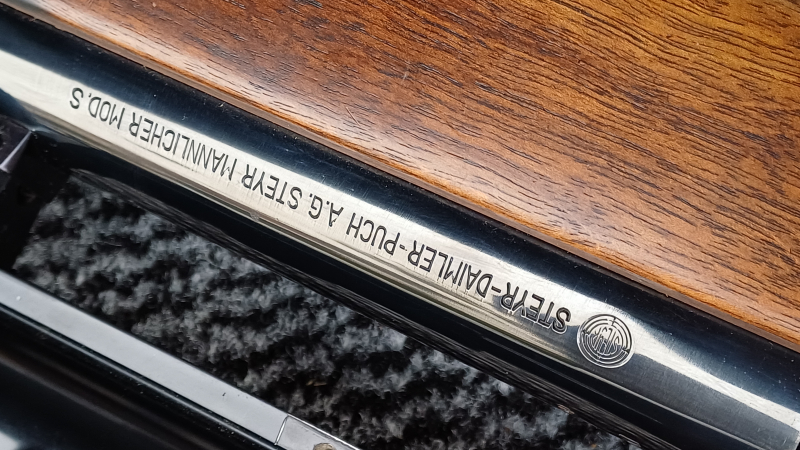 STEYR-DAIMLER-PUCH A.G. STEYR MANNLICHER MOD.S